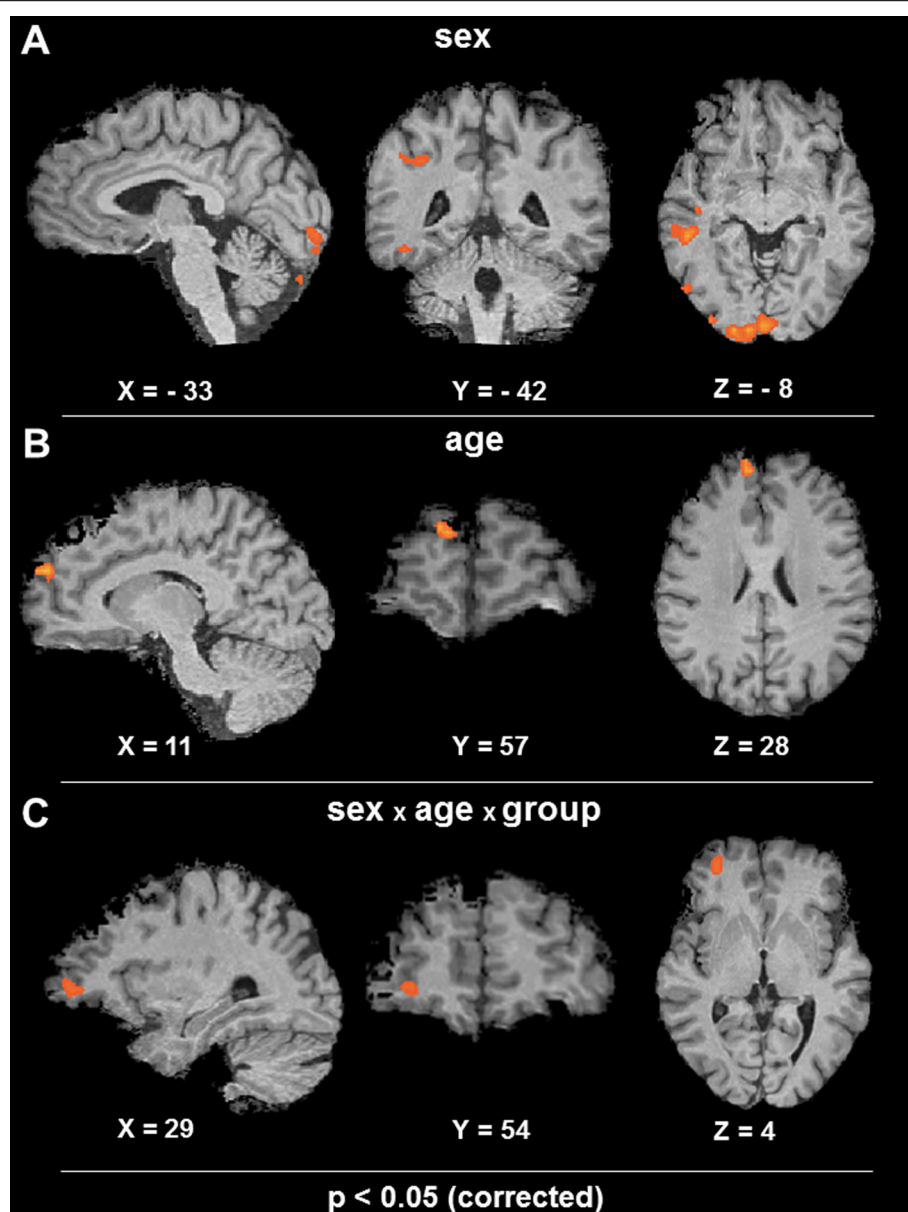 A sex
X = - 33 Y = - 42 Z = - 8
B age
X = 11 Y = 57 Z = 28
C sex x age x group
X = 29 Y = 54 Z = 4
p < 0.05 (corrected)